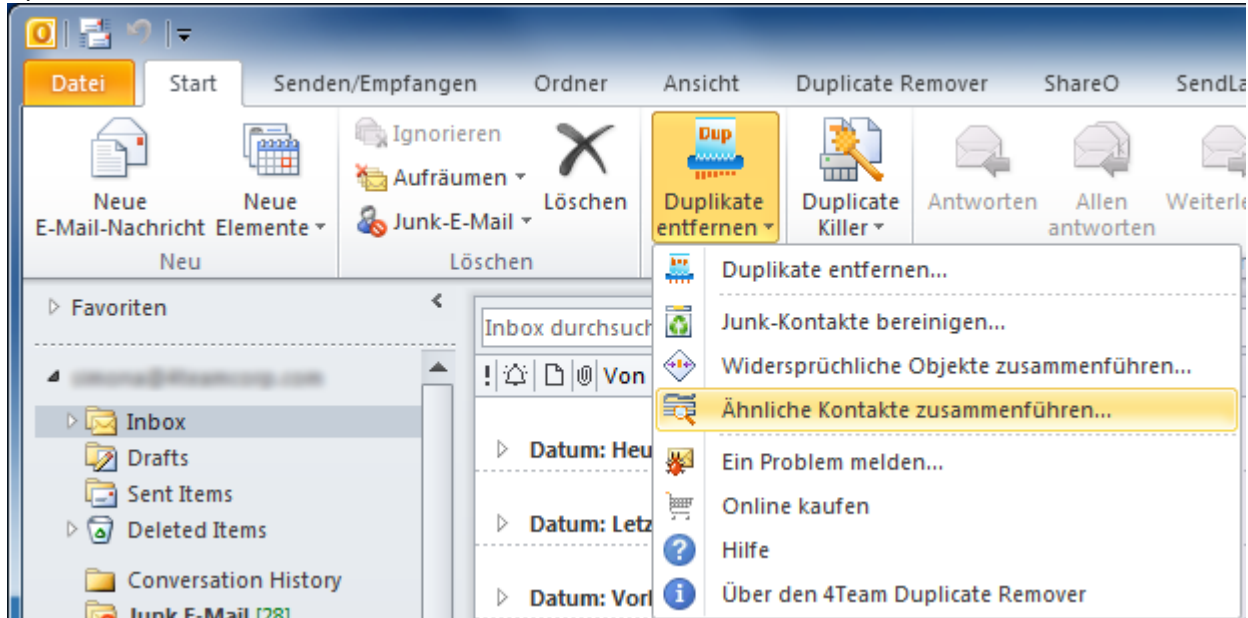 Datei Start Senden/Empfangen Ordner Ansicht Duplicate Remover ShareO
Neue E-Mail-Nachricht
Neue Elemente
Neu
Ignorieren
Aufräumen
Junk-E-Mail
Löschen
Löschen
Dup
Duplikate entfernen
Duplicate Killer
Antworten
Allen antworten
Duplikate entfernen...
Junk-Kontakte bereinigen...
Widersprüchliche Objekte zusammenführen...
Ähnliche Kontakte zusammenführen...
Ein Problem melden...
Online kaufen
Hilfe
Über den 4Team Duplicate Remover
Favoriten
Inbox
Drafts
Sent Items
Deleted Items
Conversation History
Junk E-Mail [28]
Inbox durchsuch
! Von
Datum: Heu
Datum: Letz
Datum: Vorl